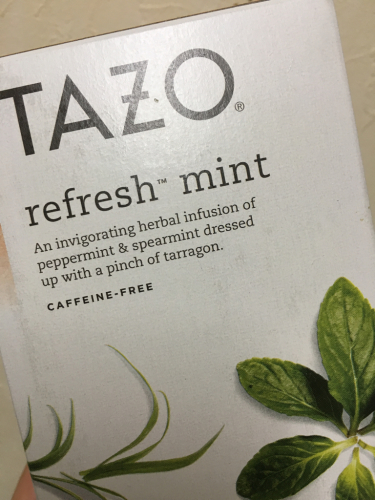 TAZO®
refresh™ mint
An invigorating herbal infusion of
peppermint & spearmint dressed
up with a pinch of tarragon.
CAFFEINE-FREE